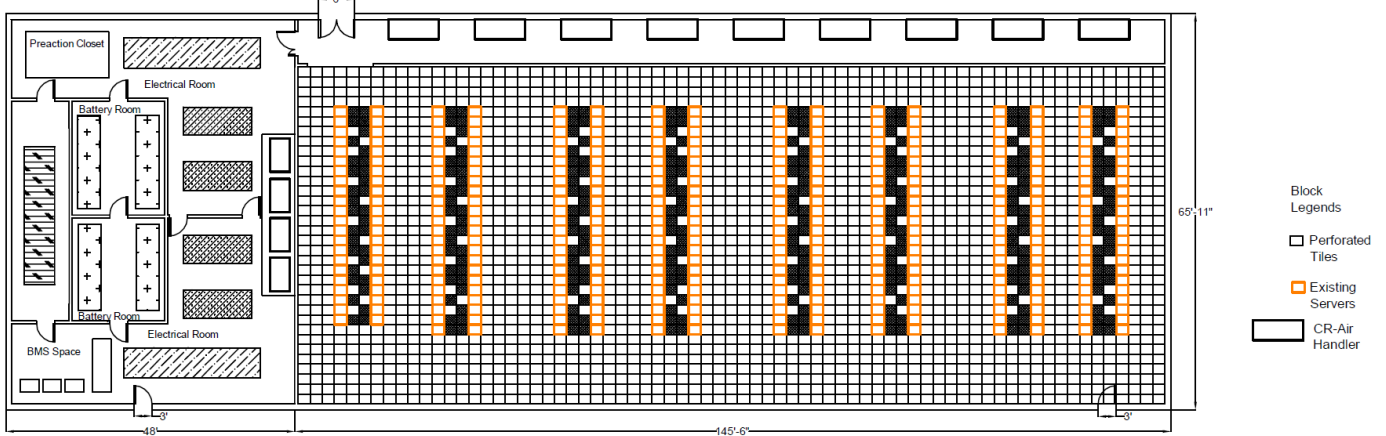 6'
Preaction Closet
Electrical Room
Battery Room
65'-11"
Block
Legends
Perforated
Tiles
Existing
Servers
CR-Air
Handler
Battery Room
Electrical Room
BMS Space
3'
3'
48'
145'-6"